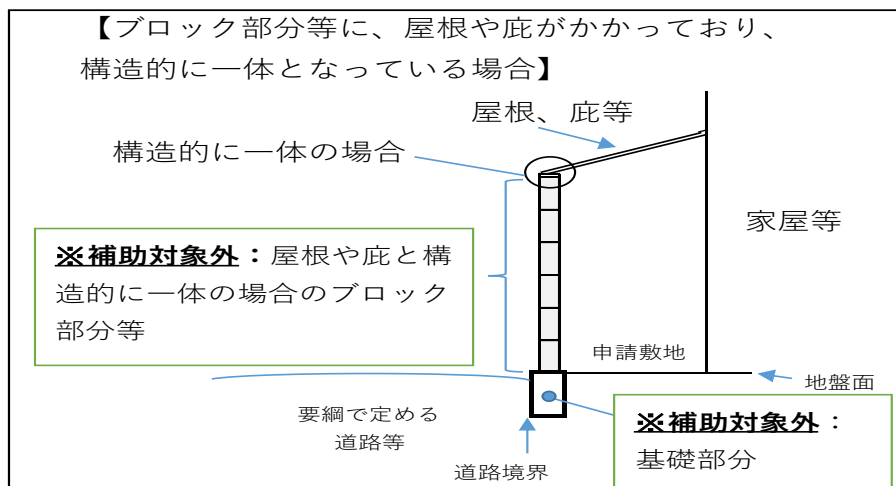 【ブロック部分等に、屋根や庇がかかっており、
構造的に一体となっている場合】
屋根、庇等
構造的に一体の場合
家屋等
※補助対象外：屋根や庇と構
造的に一体の場合のブロック
部分等
申請敷地
地盤面
要綱で定める
道路等
※補助対象外：
基礎部分
道路境界